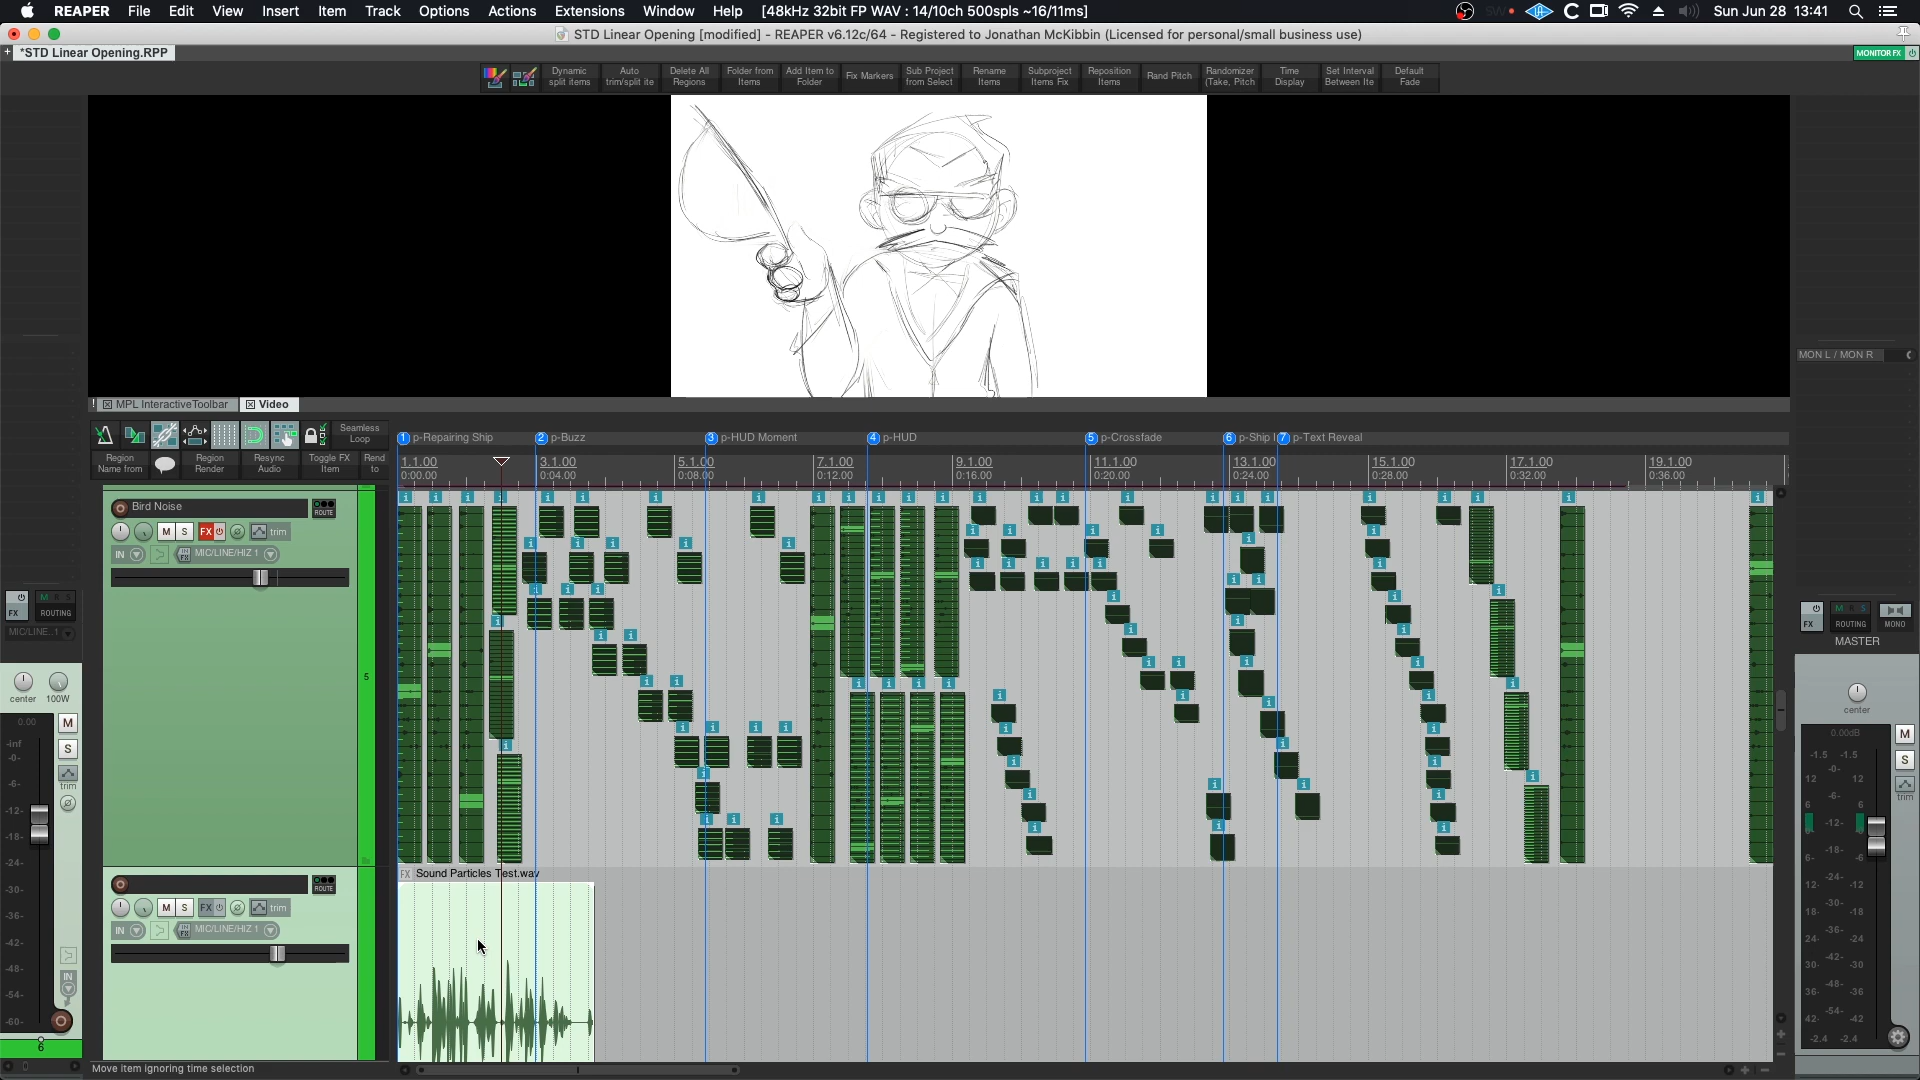 REAPER File Edit View Insert Item Track Options Actions Extensions Window Help [48kHz 32bit FP WAV : 14/10ch 500spls ~16/11ms] Sun Jun 28 13:41
STD Linear Opening [modified] - REAPER v6.12c/64 - Registered to Jonathan McKibbin (Licensed for personal/small business use)
+ *STD Linear Opening.RPP MONITOR FX
Dynamic split items
Auto trim/split ite
Delete All Regions
Folder from Items
Add Item to Folder
Fix Markers
Sub Project from Select
Rename Items
Subproject Items Fix
Reposition Items
Rand Pitch
Randomizer (Take, Pitch
Time Display
Set Interval Between Ite
Default Fade
MON L / MON R
! MPL InteractiveToolbar Video
Seamless Loop
Region Name from
Region Render
Resync Audio
Toggle FX Item
Rend to
1 p-Repairing Ship 2 p-Buzz 3 p-HUD Moment 4 p-HUD 5 p-Crossfade 6 p-Ship I 7 p-Text Reveal
1.1.00 3.1.00 5.1.00 7.1.00 9.1.00 11.1.00 13.1.00 15.1.00 17.1.00 19.1.00
0:00.00 0:04.00 0:08.00 0:12.00 0:16.00 0:20.00 0:24.00 0:28.00 0:32.00 0:36.00
Bird Noise ROUTE
M S FX trim
IN IN FX MIC/LINE/HIZ 1
5
FX Sound Particles Test.wav
ROUTE
M S FX trim
IN IN FX MIC/LINE/HIZ 1
FX M R S ROUTING
MIC/LINE..1
center 100W
0.00 M
-inf S
-0-
-6- trim
-12-
-18-
-24-
-30-
-36-
-42-
-48-
-54- IN
-60-
6
FX M R S ROUTING MONO
MASTER
center
0.00dB M
-1.5 -1.5 S
12 -0- 12
6 -6- 6 trim
-12-
6- -18- -6
12- -24- -12
18- -30- -18
24- -36- -24
30- -42- -30
36- -48- -36
42- -54- -42
-2.4 -2.4
Move item ignoring time selection